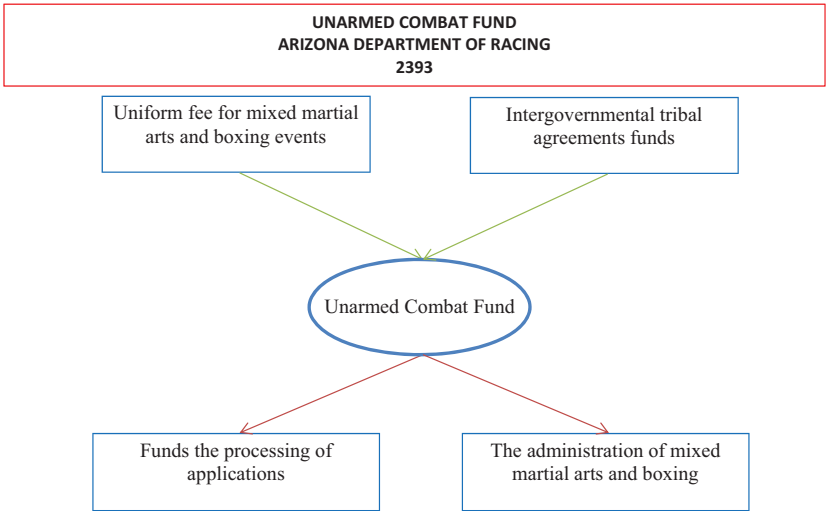 UNARMED COMBAT FUND
ARIZONA DEPARTMENT OF RACING
2393
Uniform fee for mixed martial
arts and boxing events
Intergovernmental tribal
agreements funds
Unarmed Combat Fund
Funds the processing of
applications
The administration of mixed
martial arts and boxing